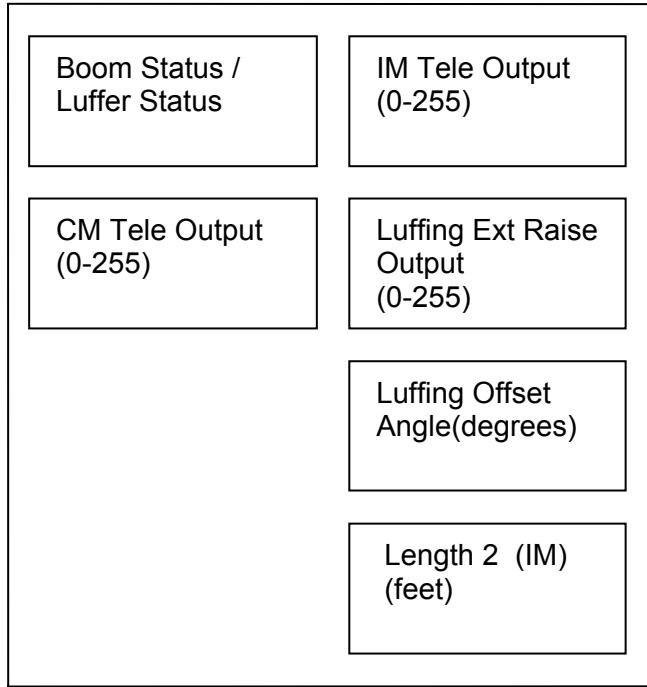 Boom Status /
Luffer Status
IM Tele Output
(0-255)
CM Tele Output
(0-255)
Luffing Ext Raise
Output
(0-255)
Luffing Offset
Angle(degrees)
Length 2 (IM)
(feet)